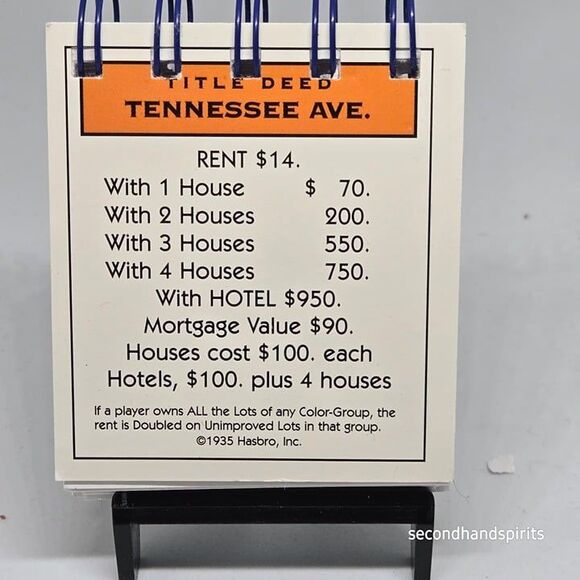 TITLE DEED
TENNESSEE AVE.
RENT $14.
With 1 House $ 70.
With 2 Houses 200.
With 3 Houses 550.
With 4 Houses 750.
With HOTEL $950.
Mortgage Value $90.
Houses cost $100. each
Hotels, $100. plus 4 houses
If a player owns ALL the Lots of any Color-Group, the
rent is Doubled on Unimproved Lots in that group.
©1935 Hasbro, Inc.
secondhandspirits